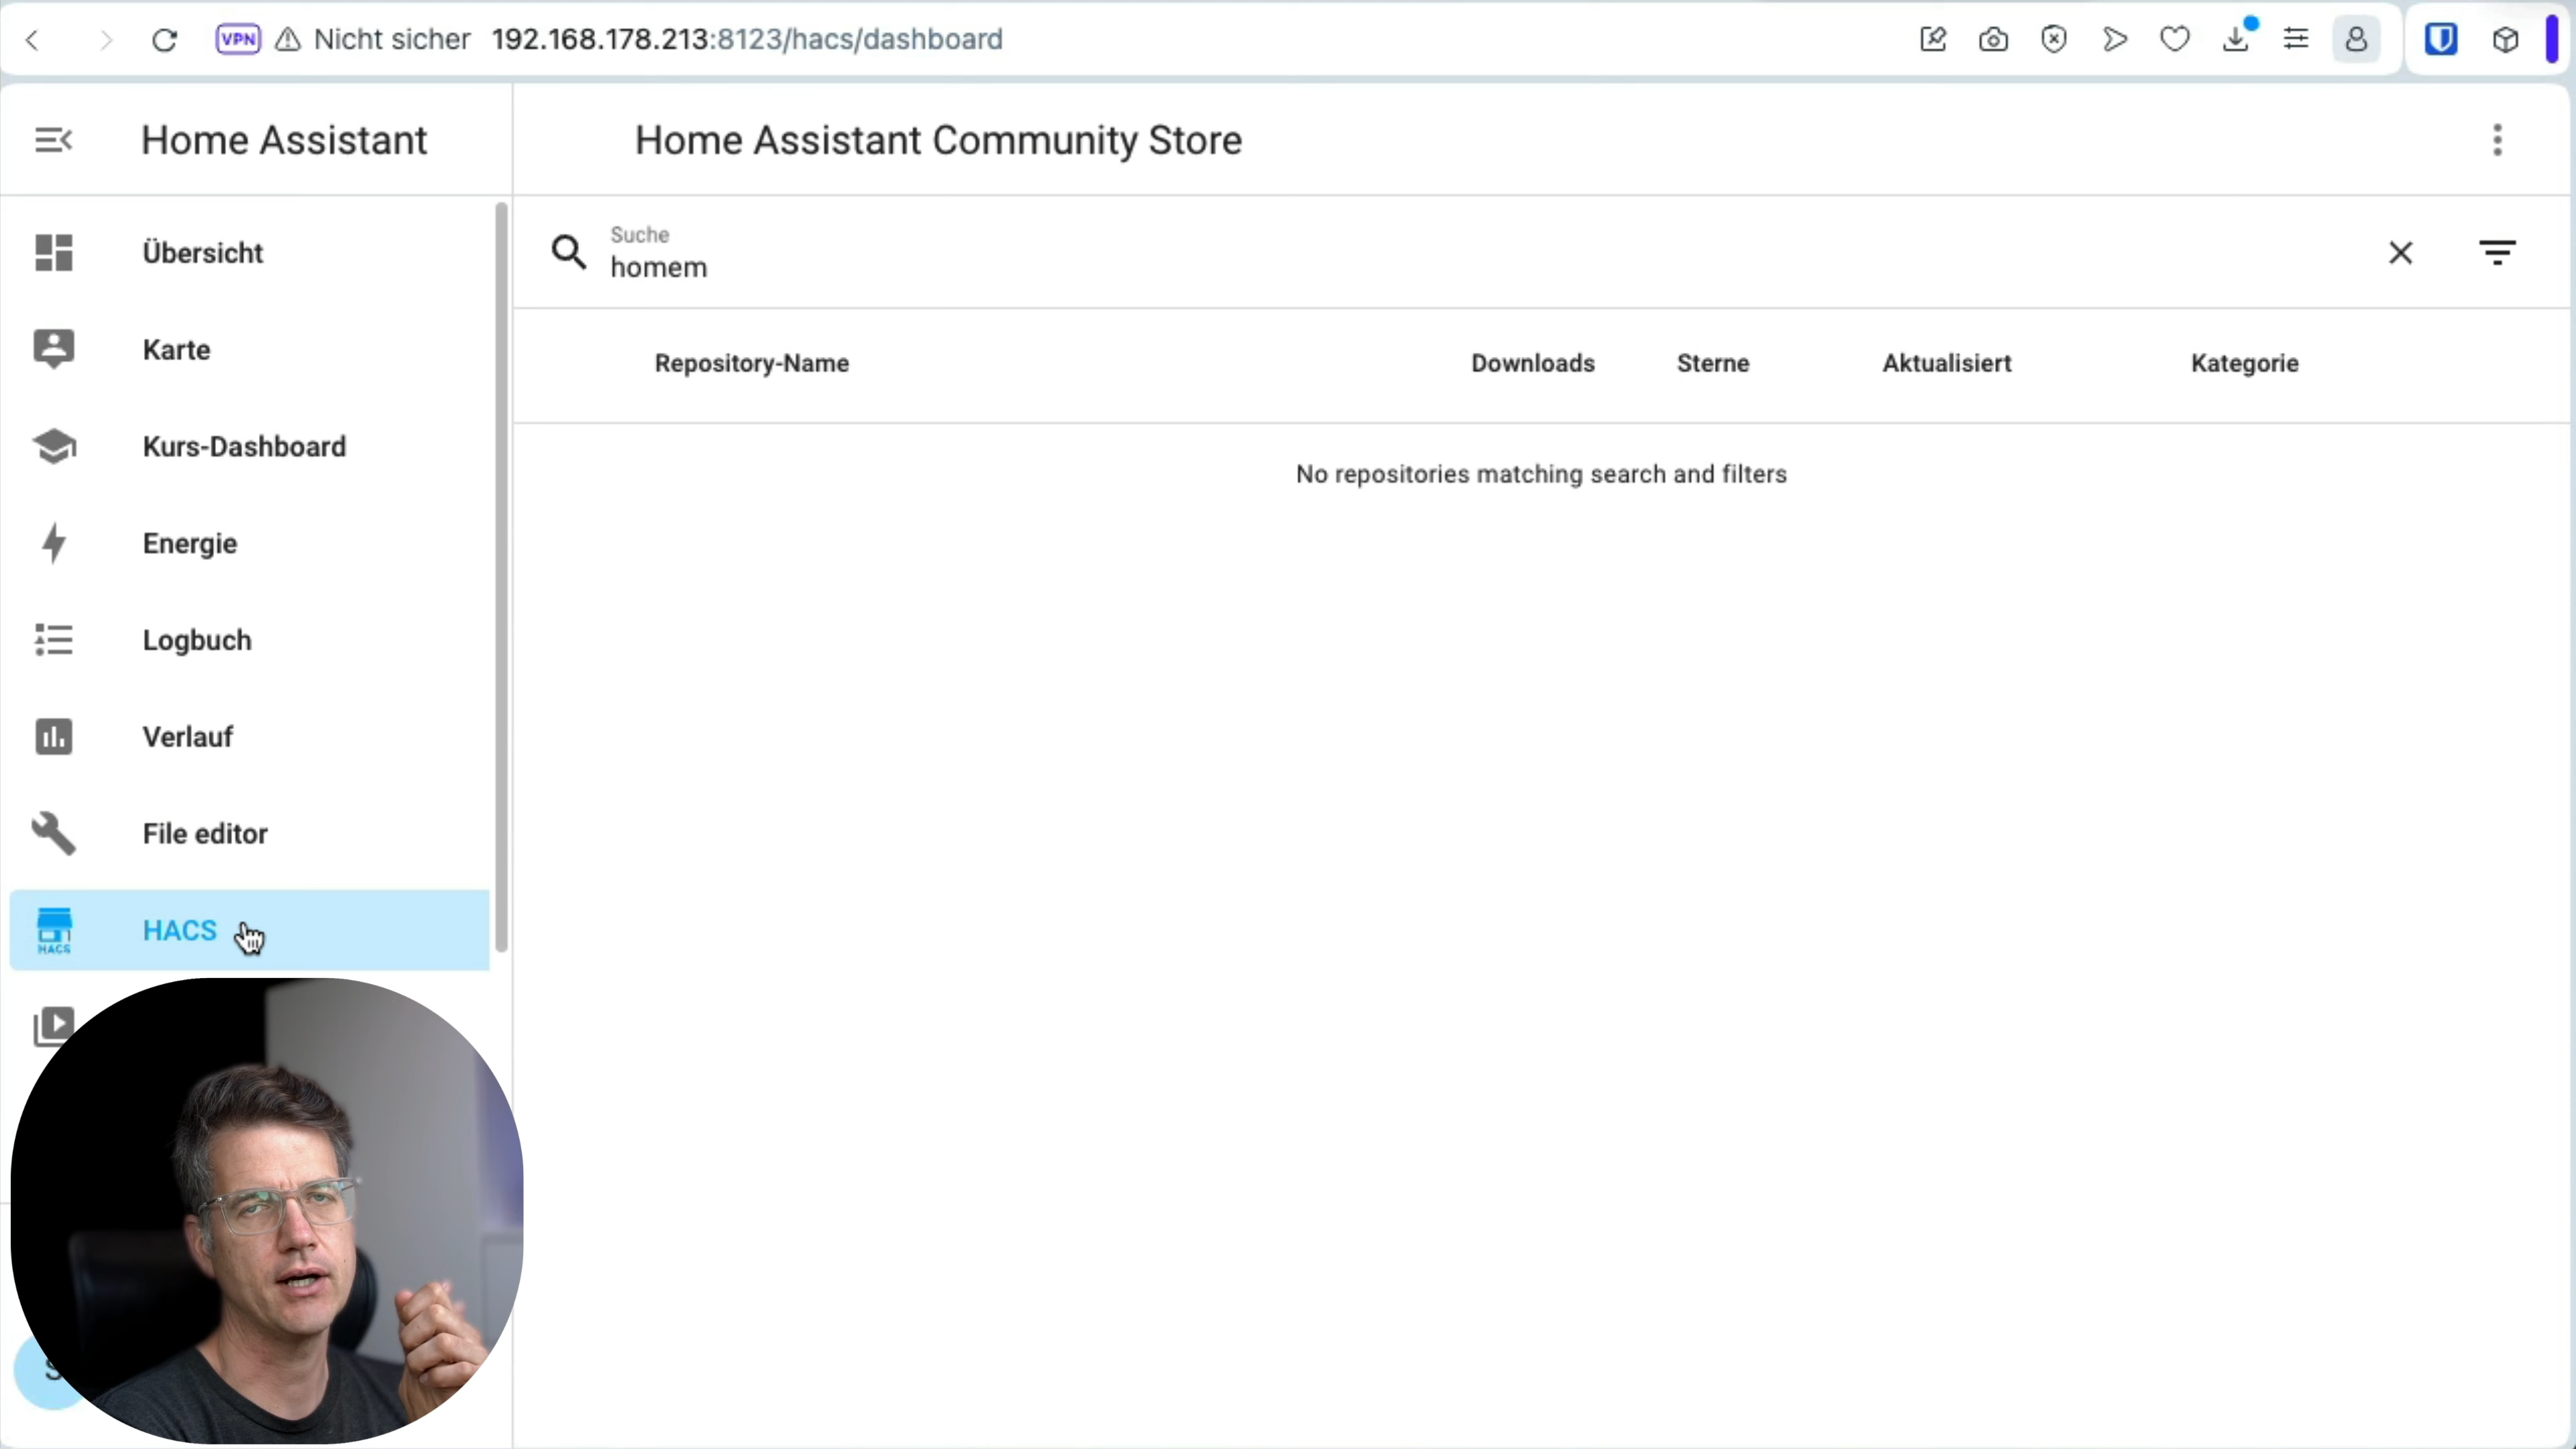 VPN Nicht sicher 192.168.178.213:8123/hacs/dashboard
Home Assistant
Home Assistant Community Store
Übersicht
Suche
homem
Karte
Repository-Name Downloads Sterne Aktualisiert Kategorie
Kurs-Dashboard
No repositories matching search and filters
Energie
Logbuch
Verlauf
File editor
HACS
HACS